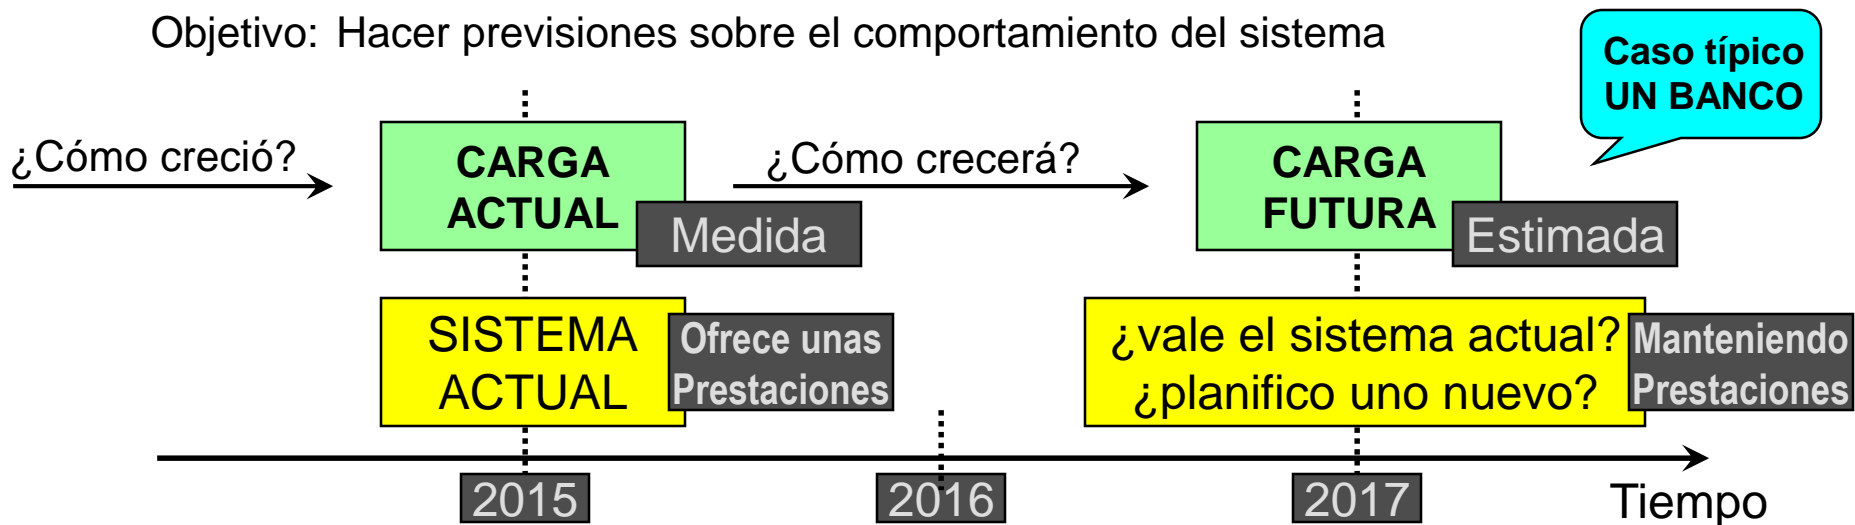 Objetivo: Hacer previsiones sobre el comportamiento del sistema
Caso típico
UN BANCO
¿Cómo creció?
CARGA
ACTUAL
Medida
¿Cómo crecerá?
CARGA
FUTURA
Estimada
SISTEMA
ACTUAL
Ofrece unas
Prestaciones
¿vale el sistema actual?
¿planifico uno nuevo?
Manteniendo
Prestaciones
2015
2016
2017
Tiempo